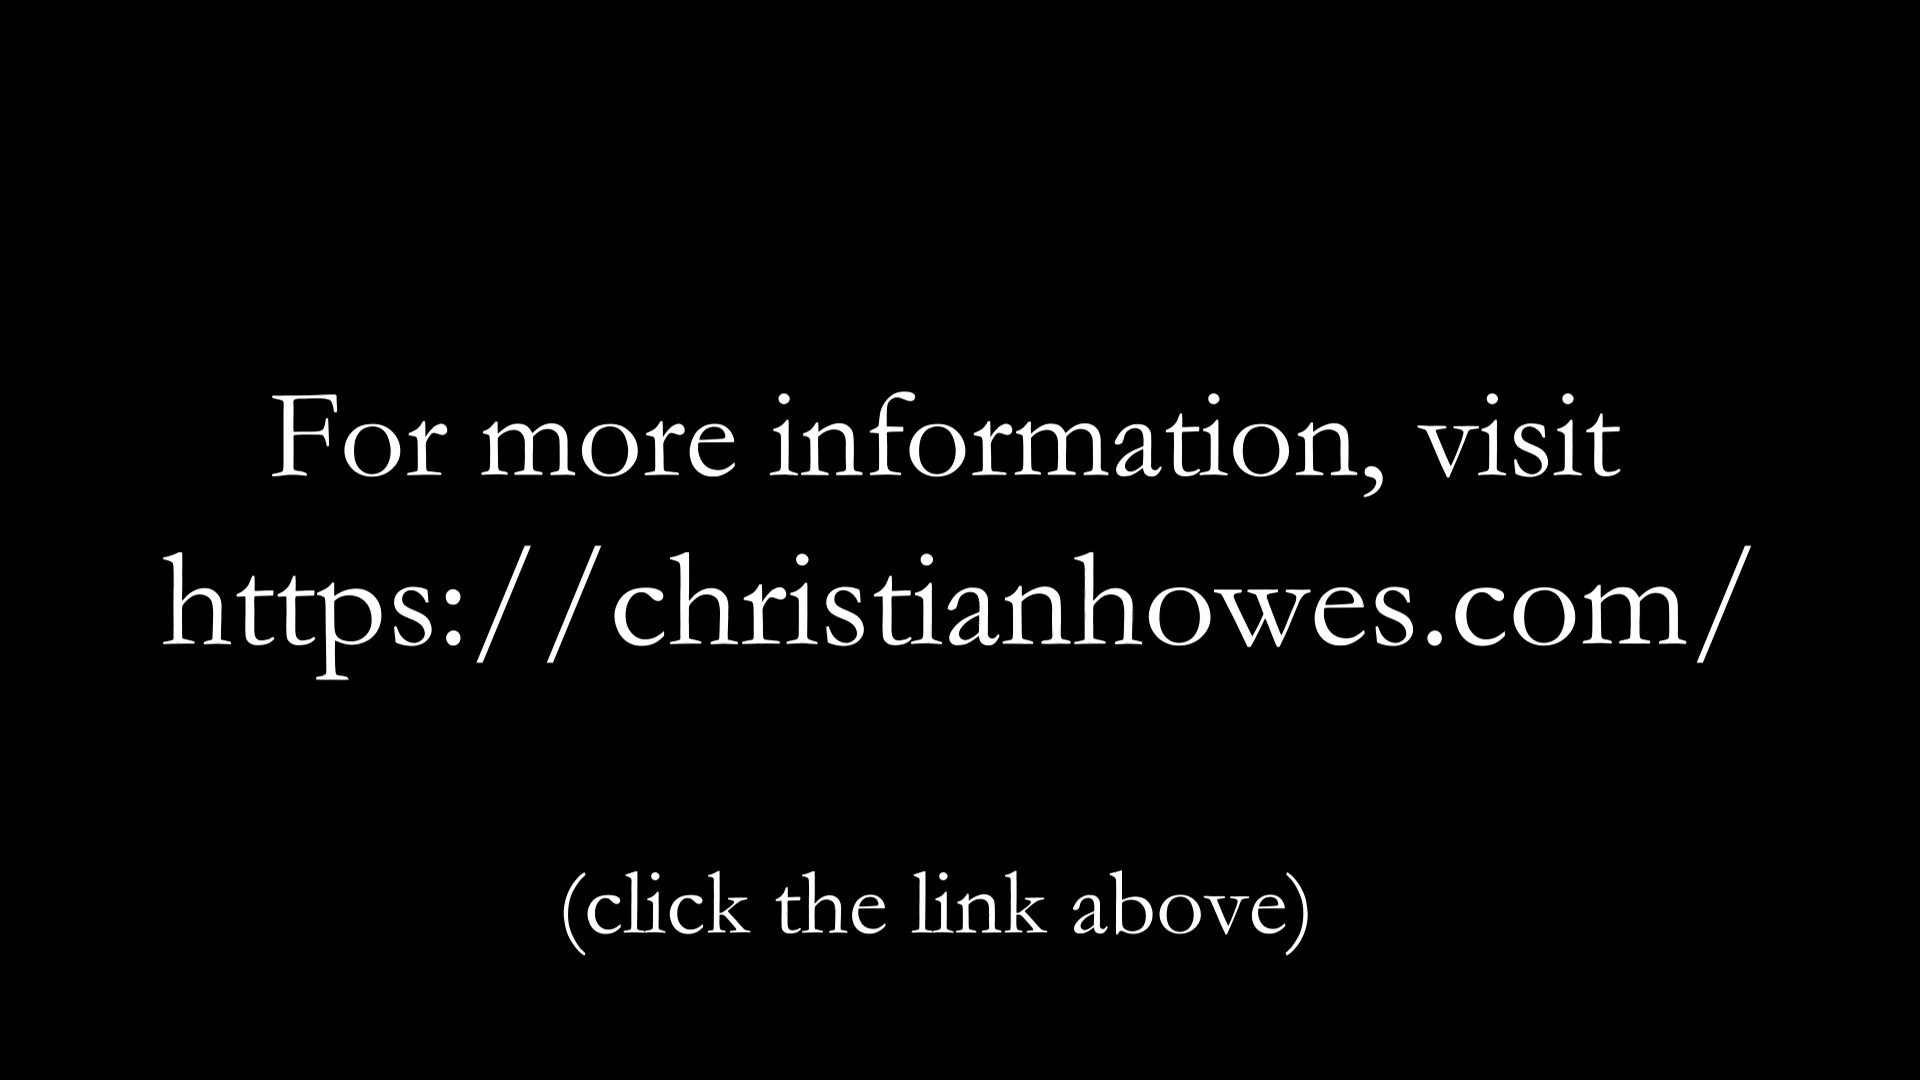 For more information, visit
https://christianhowes.com/
(click the link above)